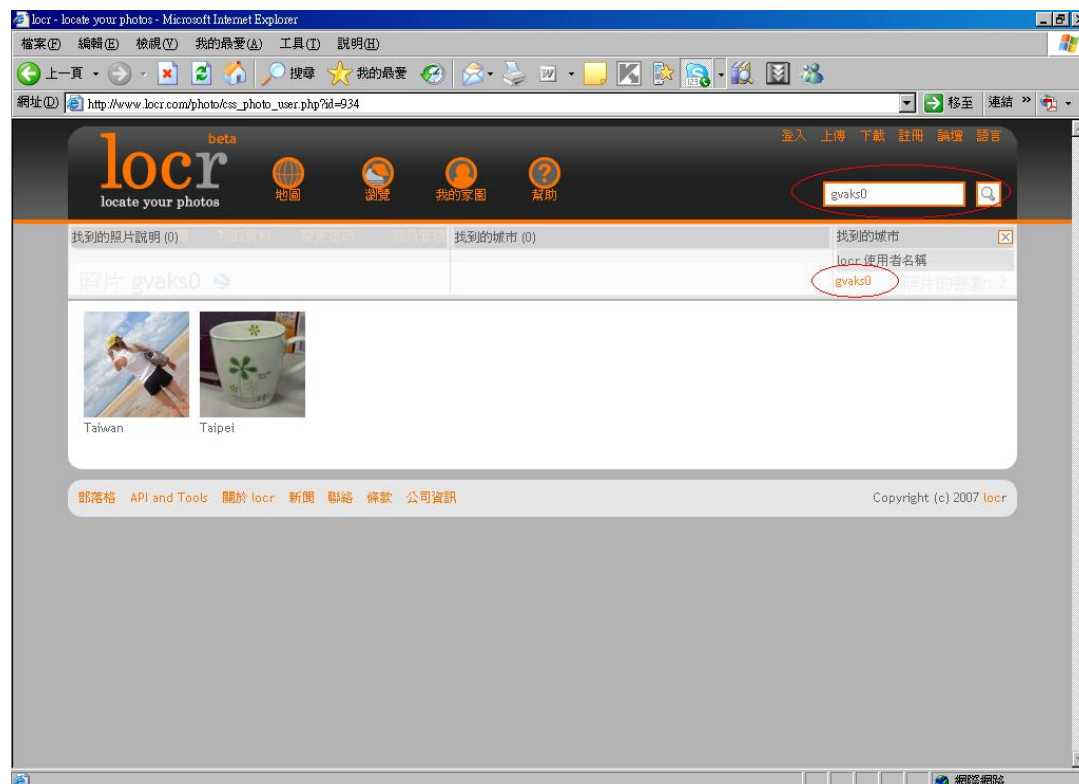 locr - locate your photos - Microsoft Internet Explorer
檔案(F) 編輯(E) 檢視(V) 我的最愛(A) 工具(T) 說明(H)
上一頁 搜尋 我的最愛
網址(D) http://www.locr.com/photo/css_photo_user.php?id=934 移至 連結 »
登入 上傳 下載 註冊 論壇 語言
beta
locr
locate your photos
地圖 瀏覽 我的家園 幫助
gvaks0
找到的照片說明 (0) 找到的城市 (0) 找到的城市
locr 使用者名稱
照片 gvaks0 gvaks0 照片的張數: 2
Taiwan Taipei
部落格 API and Tools 關於 locr 新聞 聯絡 條款 公司資訊 Copyright (c) 2007 locr
網際網路